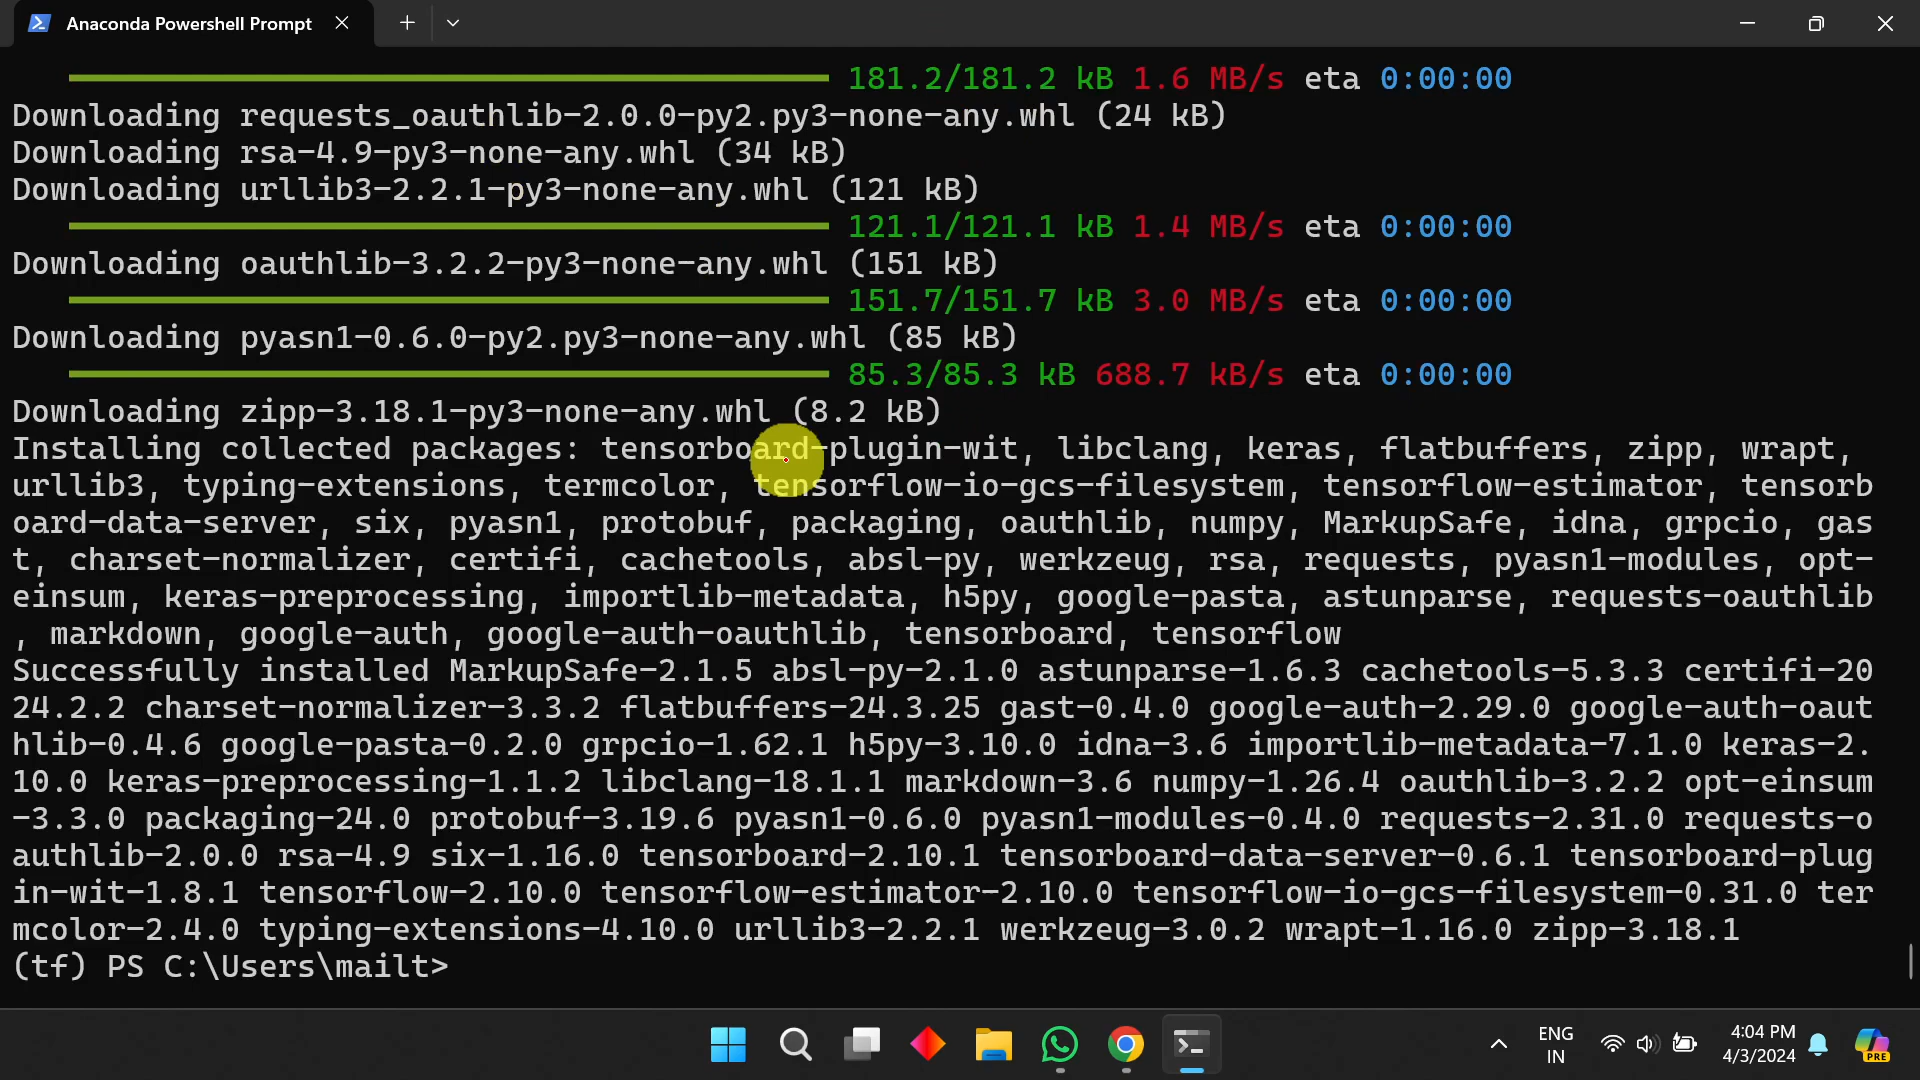 Anaconda Powershell Prompt
181.2/181.2 kB 1.6 MB/s eta 0:00:00
Downloading requests_oauthlib-2.0.0-py2.py3-none-any.whl (24 kB)
Downloading rsa-4.9-py3-none-any.whl (34 kB)
Downloading urllib3-2.2.1-py3-none-any.whl (121 kB)
121.1/121.1 kB 1.4 MB/s eta 0:00:00
Downloading oauthlib-3.2.2-py3-none-any.whl (151 kB)
151.7/151.7 kB 3.0 MB/s eta 0:00:00
Downloading pyasn1-0.6.0-py2.py3-none-any.whl (85 kB)
85.3/85.3 kB 688.7 kB/s eta 0:00:00
Downloading zipp-3.18.1-py3-none-any.whl (8.2 kB)
Installing collected packages: tensorboard-plugin-wit, libclang, keras, flatbuffers, zipp, wrapt,
urllib3, typing-extensions, termcolor, tensorflow-io-gcs-filesystem, tensorflow-estimator, tensorb
oard-data-server, six, pyasn1, protobuf, packaging, oauthlib, numpy, MarkupSafe, idna, grpcio, gas
t, charset-normalizer, certifi, cachetools, absl-py, werkzeug, rsa, requests, pyasn1-modules, opt-
einsum, keras-preprocessing, importlib-metadata, h5py, google-pasta, astunparse, requests-oauthlib
, markdown, google-auth, google-auth-oauthlib, tensorboard, tensorflow
Successfully installed MarkupSafe-2.1.5 absl-py-2.1.0 astunparse-1.6.3 cachetools-5.3.3 certifi-20
24.2.2 charset-normalizer-3.3.2 flatbuffers-24.3.25 gast-0.4.0 google-auth-2.29.0 google-auth-oaut
hlib-0.4.6 google-pasta-0.2.0 grpcio-1.62.1 h5py-3.10.0 idna-3.6 importlib-metadata-7.1.0 keras-2.
10.0 keras-preprocessing-1.1.2 libclang-18.1.1 markdown-3.6 numpy-1.26.4 oauthlib-3.2.2 opt-einsum
-3.3.0 packaging-24.0 protobuf-3.19.6 pyasn1-0.6.0 pyasn1-modules-0.4.0 requests-2.31.0 requests-o
authlib-2.0.0 rsa-4.9 six-1.16.0 tensorboard-2.10.1 tensorboard-data-server-0.6.1 tensorboard-plug
in-wit-1.8.1 tensorflow-2.10.0 tensorflow-estimator-2.10.0 tensorflow-io-gcs-filesystem-0.31.0 ter
mcolor-2.4.0 typing-extensions-4.10.0 urllib3-2.2.1 werkzeug-3.0.2 wrapt-1.16.0 zipp-3.18.1
(tf) PS C:\Users\mailt>
ENG
IN
4:04 PM
4/3/2024
PRE